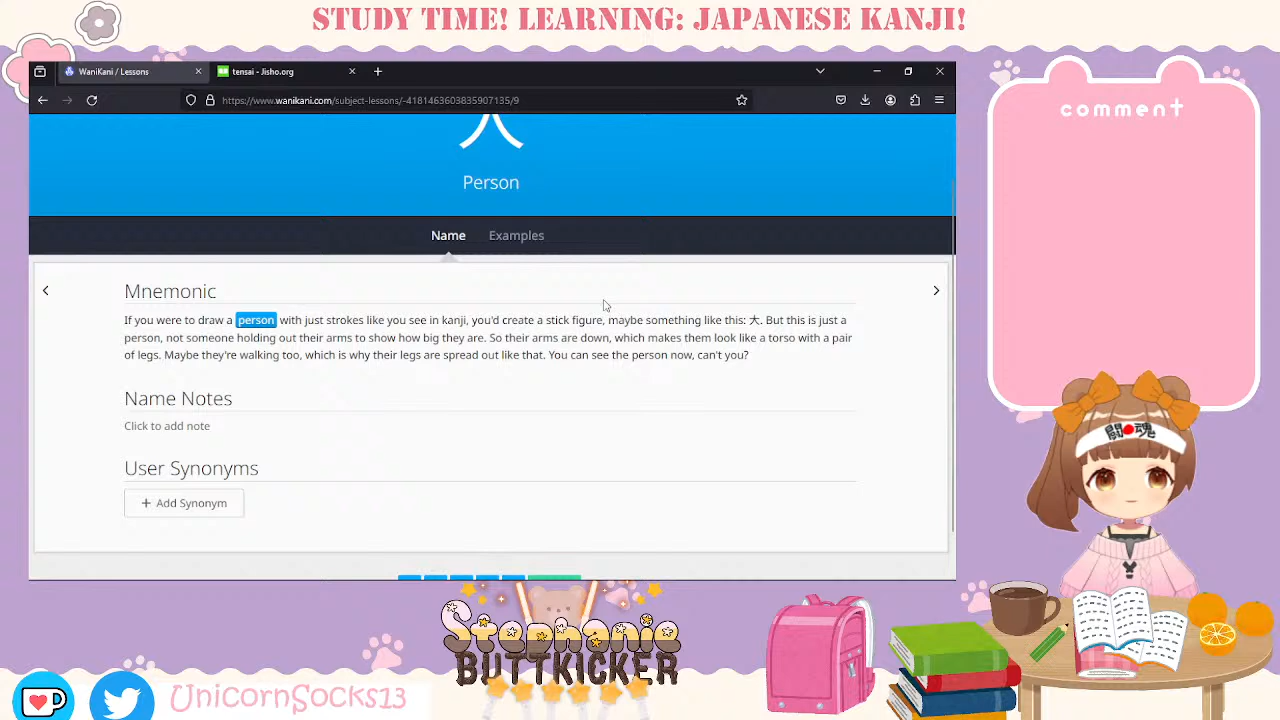 STUDY TIME! LEARNING: JAPANESE KANJI!
WaniKani / Lessons
tensai - Jisho.org
https://www.wanikani.com/subject-lessons/-4181463603835907135/9
comment
Person
Name Examples
Mnemonic
If you were to draw a person with just strokes like you see in kanji, you'd create a stick figure, maybe something like this: 大. But this is just a
person, not someone holding out their arms to show how big they are. So their arms are down, which makes them look like a torso with a pair
of legs. Maybe they're walking too, which is why their legs are spread out like that. You can see the person now, can't you?
Name Notes
Click to add note
User Synonyms
+ Add Synonym
闘魂
Stephanie
BUTTKICKER
UnicornSocks13